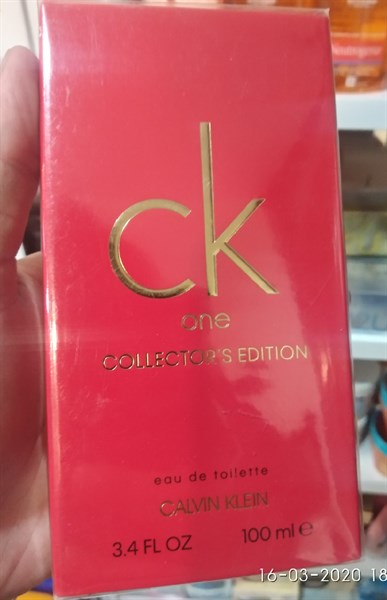 Neutrogena
ck
one
COLLECTOR'S EDITION
eau de toilette
CALVIN KLEIN
3.4 FL OZ 100 ml ℮
16-03-2020 18